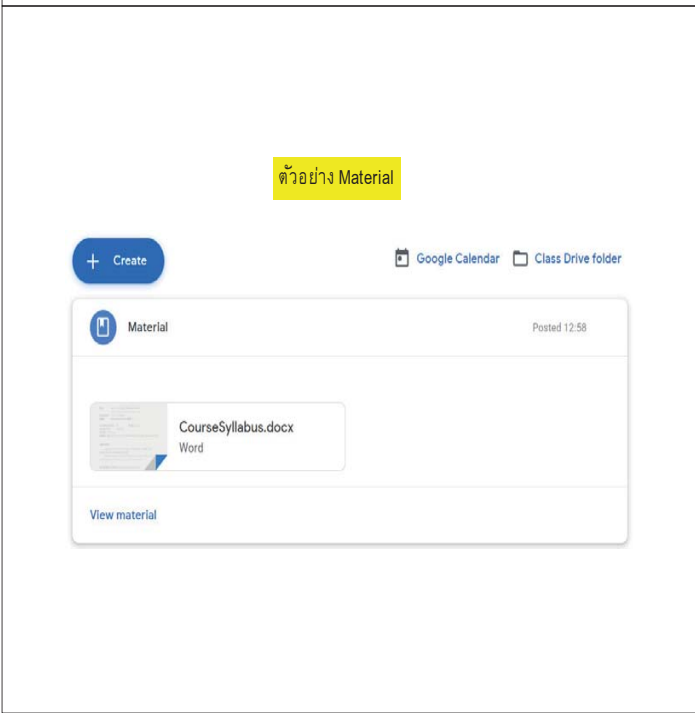 ตัวอย่าง Material
+ Create
Google Calendar
Class Drive folder
Material
Posted 12:58
CourseSyllabus.docx
Word
View material